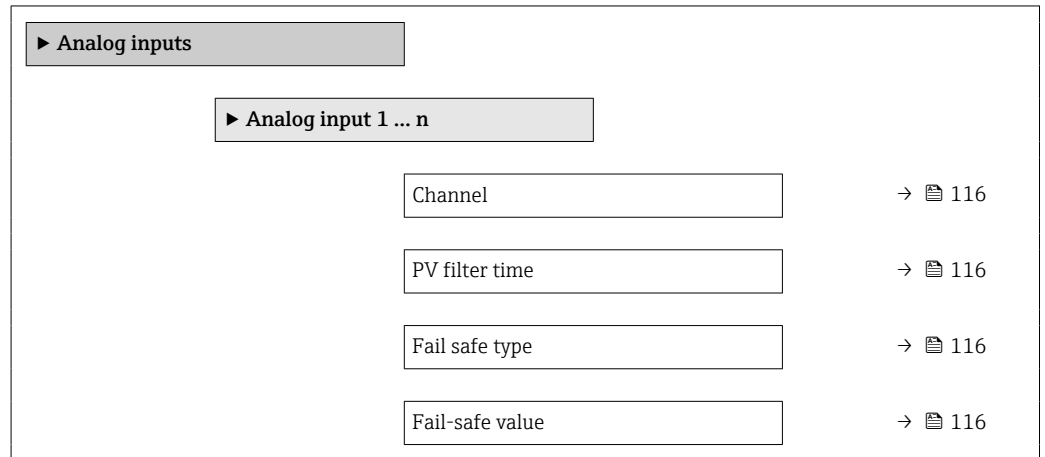 ▶ Analog inputs
▶ Analog input 1 ... n
Channel → 116
PV filter time → 116
Fail safe type → 116
Fail-safe value → 116